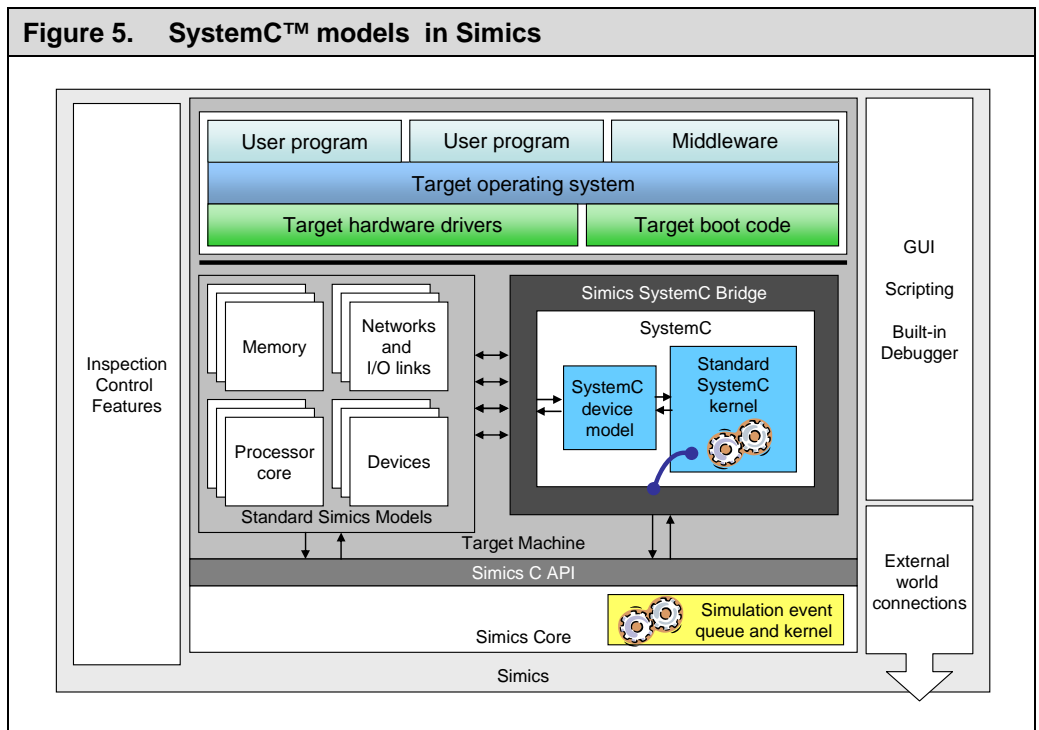 Figure 5. SystemC™ models in Simics
User program
User program
Middleware
Target operating system
Target hardware drivers
Target boot code
Inspection
Control
Features
Memory
Networks
and
I/O links
Processor
core
Devices
Standard Simics Models
Simics SystemC Bridge
SystemC
SystemC
device
model
Standard
SystemC
kernel
Target Machine
Simics C API
Simics Core
Simulation event
queue and kernel
Simics
GUI
Scripting
Built-in
Debugger
External
world
connections